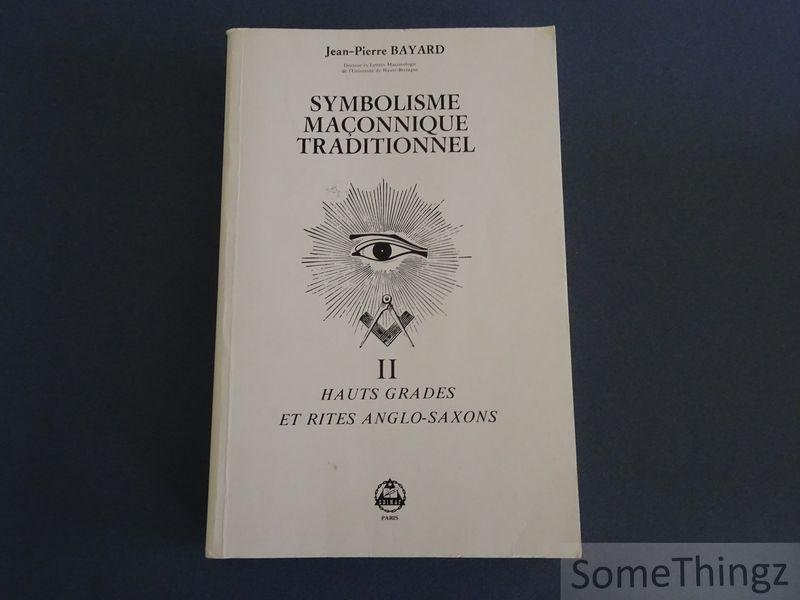 Jean-Pierre BAYARD
Docteur ès Lettres Maçonnologie
de l'Université de Haute-Bretagne
SYMBOLISME
MAÇONNIQUE
TRADITIONNEL
II
HAUTS GRADES
ET RITES ANGLO-SAXONS
EDIMAF
PARIS
SomeThingz